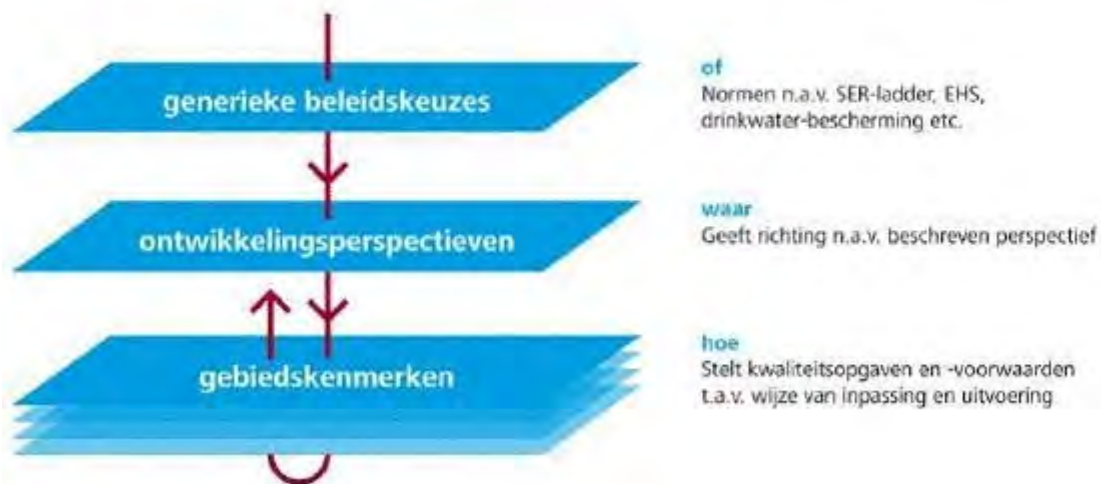 generieke beleidskeuzes
of
Normen n.a.v. SER-ladder, EHS,
drinkwater-bescherming etc.
ontwikkelingsperspectieven
waar
Geeft richting n.a.v. beschreven perspectief
gebiedskenmerken
hoe
Stelt kwaliteitsopgaven en -voorwaarden
t.a.v. wijze van inpassing en uitvoering